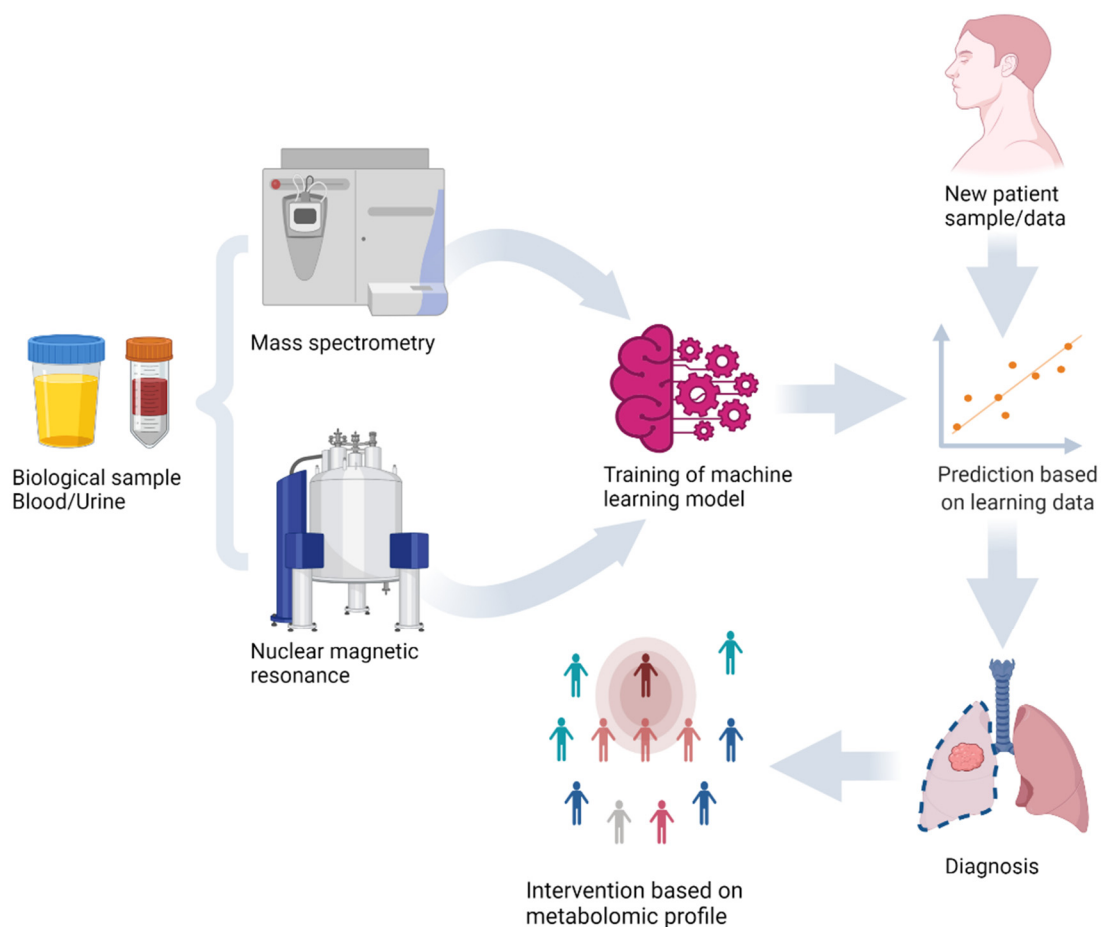 New patient
sample/data
Mass spectrometry
Biological sample
Blood/Urine
Training of machine
learning model
Prediction based
on learning data
Nuclear magnetic
resonance
Diagnosis
Intervention based on
metabolomic profile